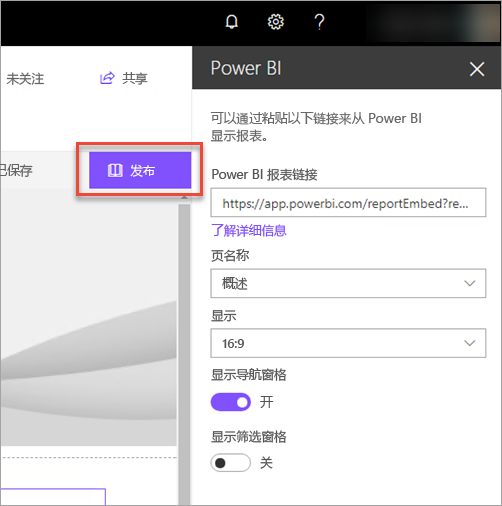 未关注
共享
已保存
发布
Power BI
可以通过粘贴以下链接来从 Power BI
显示报表。
Power BI 报表链接
https://app.powerbi.com/reportEmbed?re...
了解详细信息
页名称
概述
显示
16:9
显示导航窗格
开
显示筛选窗格
关